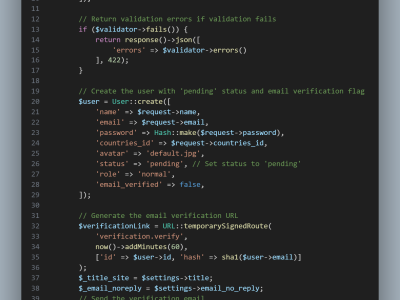 11
12 // Return validation errors if validation fails
13 if ($validator->fails()) {
14 return response()->json([
15 'errors' => $validator->errors()
16 ], 422);
17 }
18
19 // Create the user with 'pending' status and email verification flag
20 $user = User::create([
21 'name' => $request->name,
22 'email' => $request->email,
23 'password' => Hash::make($request->password),
24 'countries_id' => $request->countries_id,
25 'avatar' => 'default.jpg',
26 'status' => 'pending', // Set status to 'pending'
27 'role' => 'normal',
28 'email_verified' => false,
29 ]);
30
31 // Generate the email verification URL
32 $verificationLink = URL::temporarySignedRoute(
33 'verification.verify',
34 now()->addMinutes(60),
35 ['id' => $user->id, 'hash' => sha1($user->email)]
36 );
37 $_title_site = $settings->title;
38 $_email_noreply = $settings->email_no_reply;
39 // Send the verification email